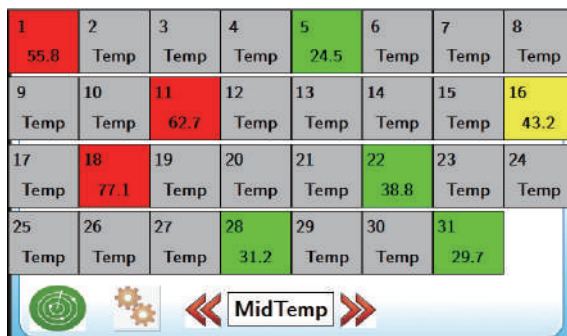 1 2 3 4 5 6 7 8
55.8 Temp Temp Temp 24.5 Temp Temp Temp
9 10 11 12 13 14 15 16
Temp Temp 62.7 Temp Temp Temp Temp 43.2
17 18 19 20 21 22 23 24
Temp 77.1 Temp Temp Temp 38.8 Temp Temp
25 26 27 28 29 30 31
Temp Temp Temp 31.2 Temp Temp 29.7
MidTemp